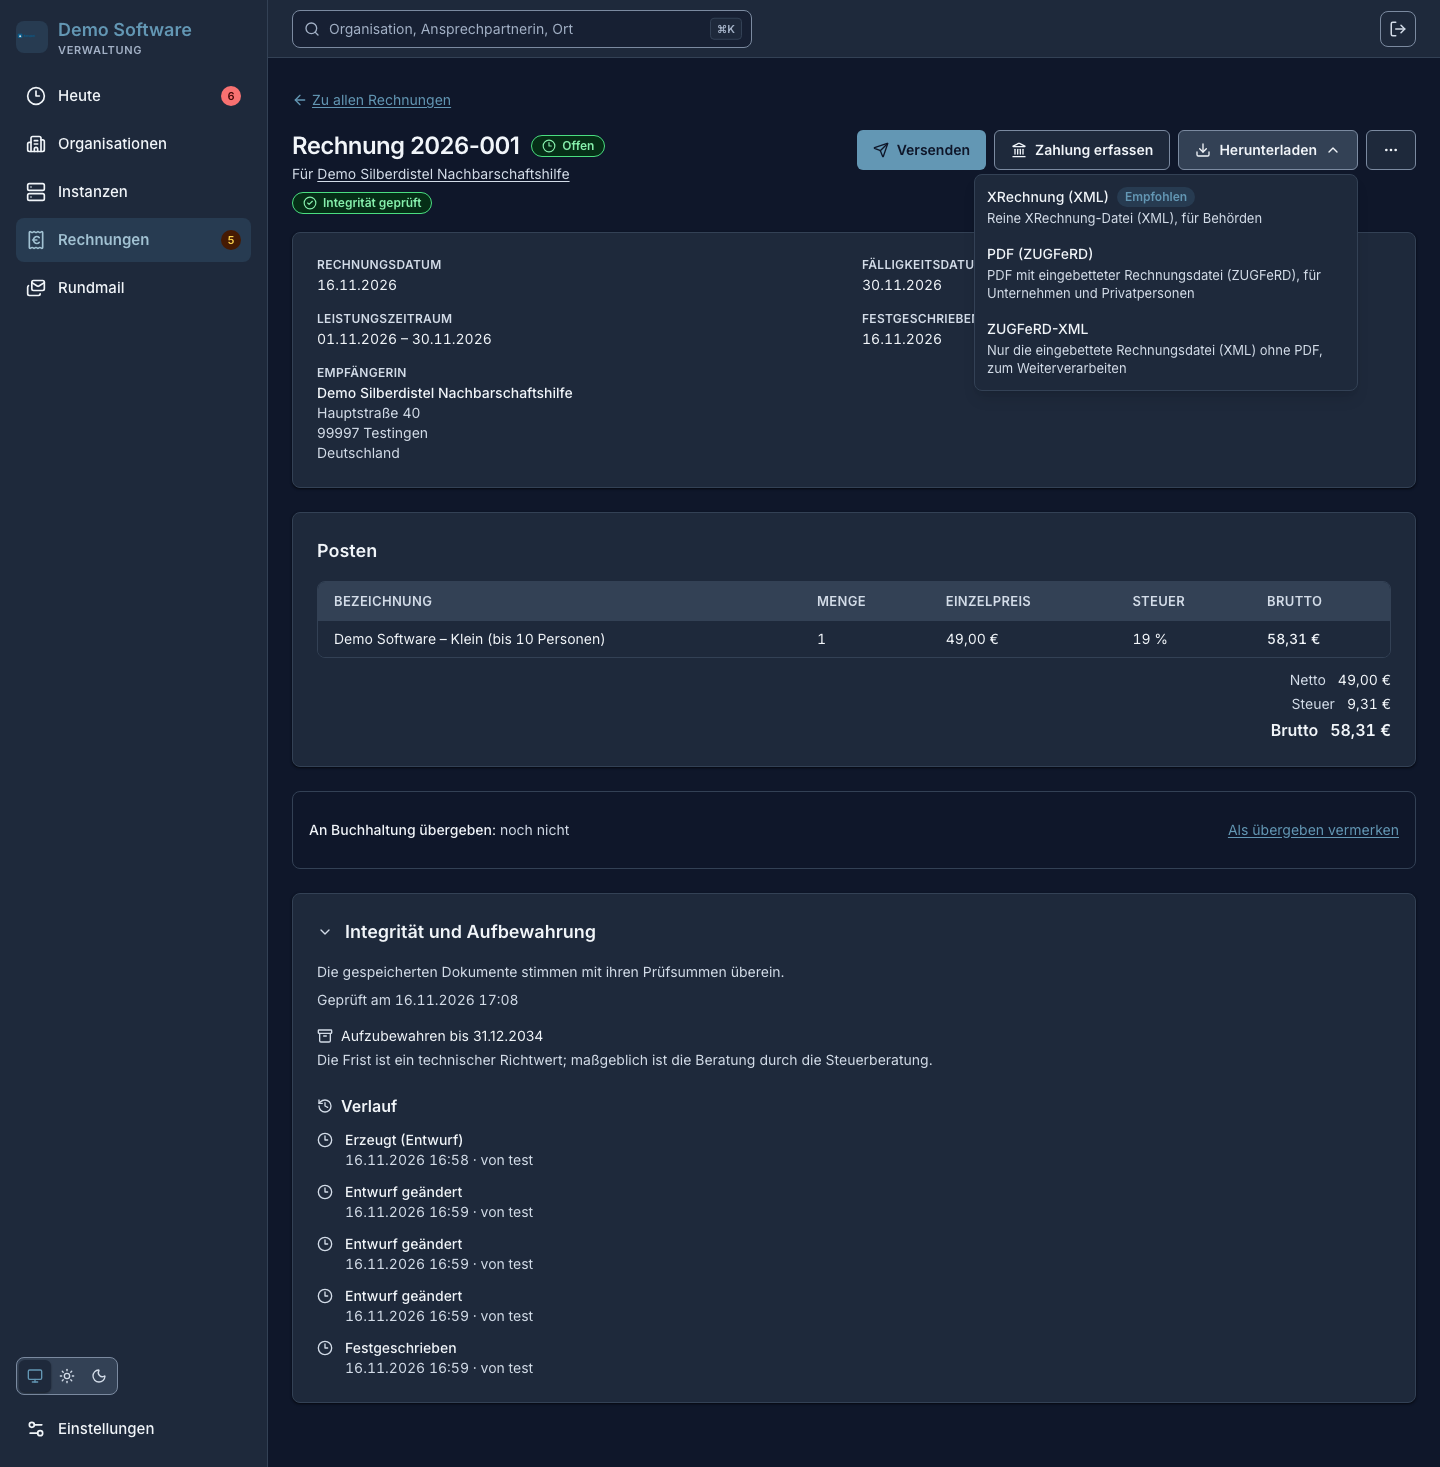 Demo Software
VERWALTUNG
Heute 6
Organisationen
Instanzen
Rechnungen 5
Rundmail
Einstellungen
Organisation, Ansprechpartnerin, Ort ⌘K
Zu allen Rechnungen
Rechnung 2026-001 Offen
Für Demo Silberdistel Nachbarschaftshilfe
Integrität geprüft
Versenden Zahlung erfassen Herunterladen ...
XRechnung (XML) Empfohlen
Reine XRechnung-Datei (XML), für Behörden
PDF (ZUGFeRD)
PDF mit eingebetteter Rechnungsdatei (ZUGFeRD), für
Unternehmen und Privatpersonen
ZUGFeRD-XML
Nur die eingebettete Rechnungsdatei (XML) ohne PDF,
zum Weiterverarbeiten
RECHNUNGSDATUM
16.11.2026
FÄLLIGKEITSDATU
30.11.2026
LEISTUNGSZEITRAUM
01.11.2026 – 30.11.2026
FESTGESCHRIEBEN
16.11.2026
EMPFÄNGERIN
Demo Silberdistel Nachbarschaftshilfe
Hauptstraße 40
99997 Testingen
Deutschland
Posten
BEZEICHNUNG MENGE EINZELPREIS STEUER BRUTTO
Demo Software – Klein (bis 10 Personen) 1 49,00 € 19 % 58,31 €
Netto 49,00 €
Steuer 9,31 €
Brutto 58,31 €
An Buchhaltung übergeben: noch nicht Als übergeben vermerken
Integrität und Aufbewahrung
Die gespeicherten Dokumente stimmen mit ihren Prüfsummen überein.
Geprüft am 16.11.2026 17:08
Aufzubewahren bis 31.12.2034
Die Frist ist ein technischer Richtwert; maßgeblich ist die Beratung durch die Steuerberatung.
Verlauf
Erzeugt (Entwurf)
16.11.2026 16:58 · von test
Entwurf geändert
16.11.2026 16:59 · von test
Entwurf geändert
16.11.2026 16:59 · von test
Entwurf geändert
16.11.2026 16:59 · von test
Festgeschrieben
16.11.2026 16:59 · von test